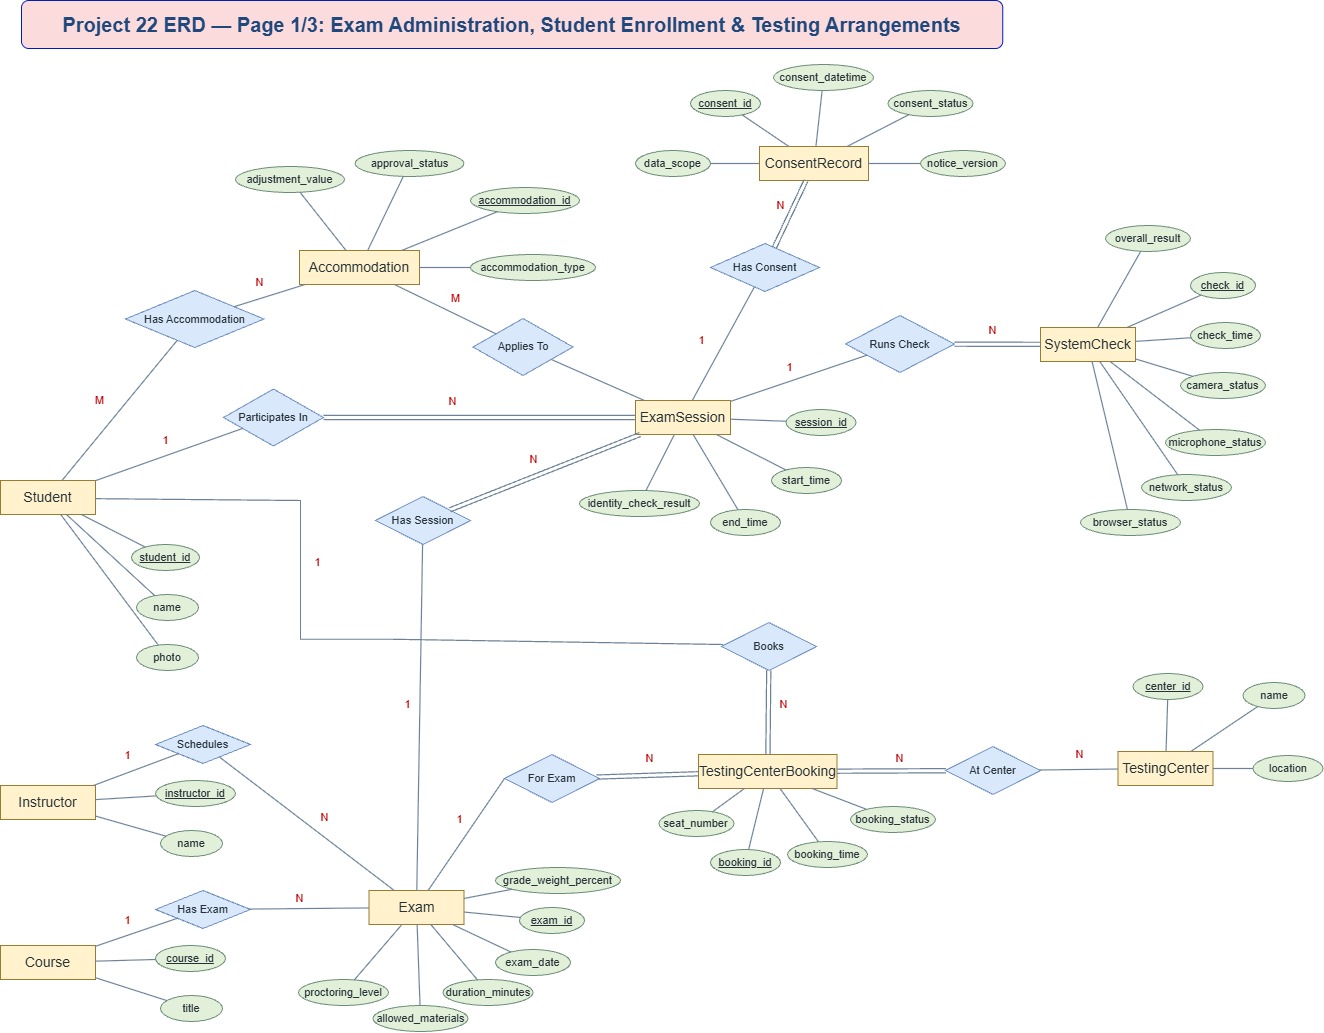 Project 22 ERD — Page 1/3: Exam Administration, Student Enrollment & Testing Arrangements
consent_datetime
consent_id
consent_status
data_scope
ConsentRecord
notice_version
approval_status
adjustment_value
accommodation_id
N
overall_result
Accommodation
accommodation_type
Has Consent
N
check_id
M
Has Accommodation
N
check_time
1
Runs Check
SystemCheck
Applies To
1
camera_status
M
N
Participates In
ExamSession
session_id
1
microphone_status
N
start_time
network_status
Student
identity_check_result
Has Session
end_time
browser_status
student_id
1
name
Books
photo
center_id
name
1
N
Schedules
1
N
N
N
For Exam
TestingCenterBooking
At Center
TestingCenter
location
instructor_id
Instructor
N
1
seat_number
booking_status
name
booking_id
booking_time
grade_weight_percent
N
Has Exam
Exam
1
exam_id
course_id
Course
exam_date
proctoring_level
duration_minutes
title
allowed_materials